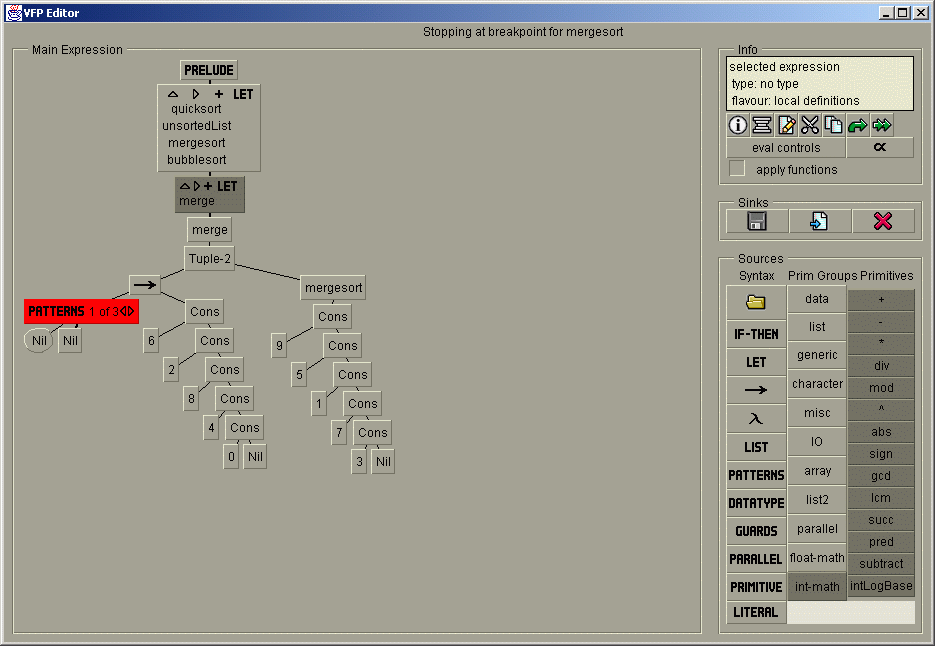 VFP Editor
Stopping at breakpoint for mergesort
Main Expression
PRELUDE
+ LET
quicksort
unsortedList
mergesort
bubblesort
+ LET
merge
merge
Tuple-2
mergesort
PATTERNS 1 of 3
Cons
Cons
Nil
Nil
6
Cons
9
Cons
2
Cons
5
Cons
8
Cons
1
Cons
4
Cons
7
Cons
0
Nil
3
Nil
Info
selected expression
type: no type
flavour: local definitions
eval controls
∝
apply functions
Sinks
Sources
Syntax Prim Groups Primitives
IF-THEN
LET
→
λ
LIST
PATTERNS
DATATYPE
GUARDS
PARALLEL
PRIMITIVE
LITERAL
data
list
generic
character
misc
IO
array
list2
parallel
float-math
int-math
+
-
*
div
mod
^
abs
sign
gcd
lcm
succ
pred
subtract
intLogBase